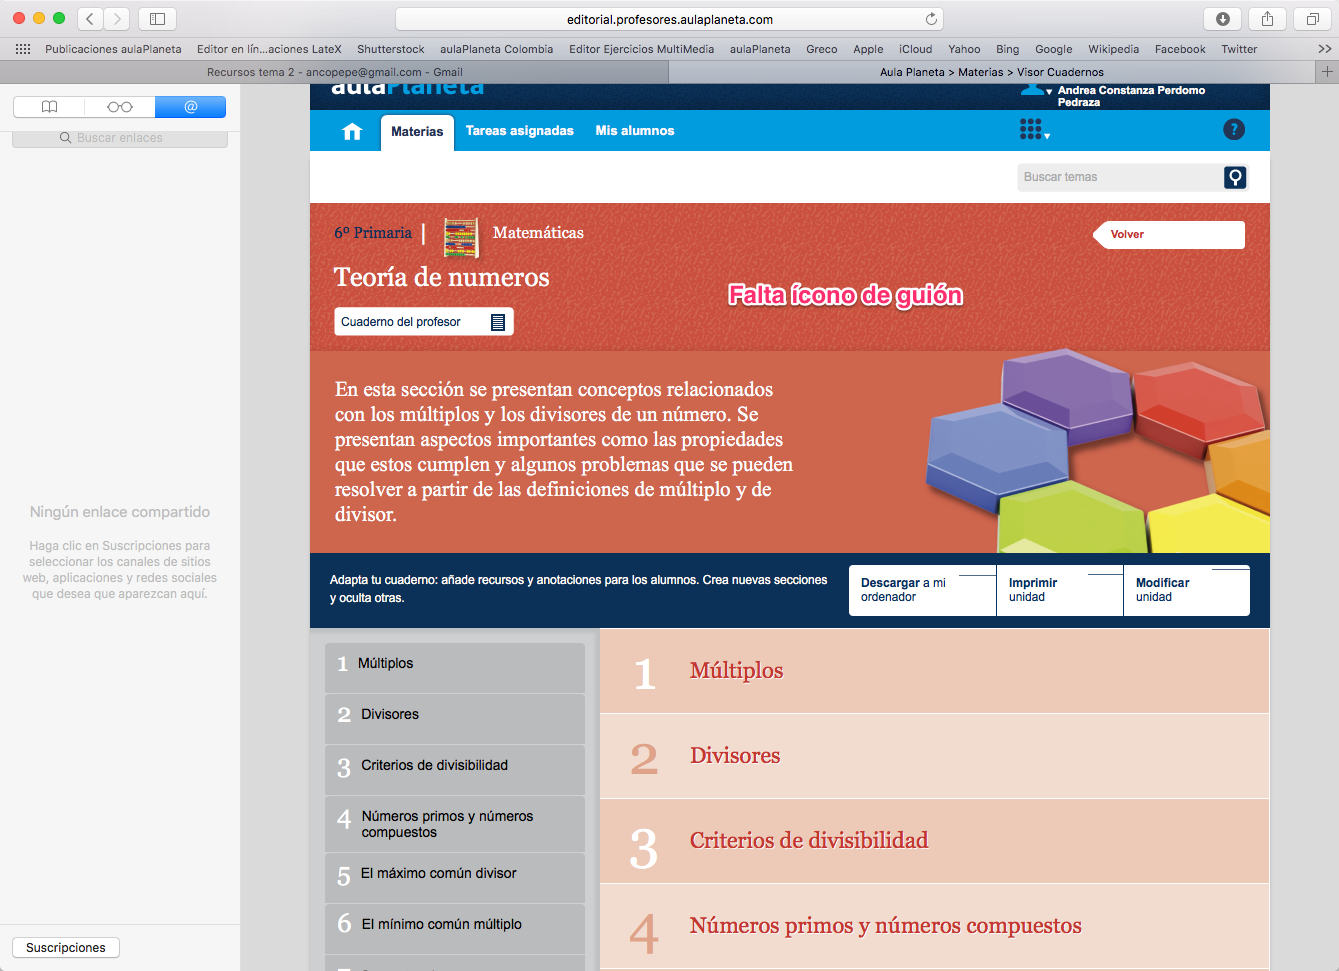 editorial.profesores.aulaplaneta.com
Publicaciones aulaPlaneta Editor en lín...aciones LateX Shutterstock aulaPlaneta Colombia Editor Ejercicios MultiMedia aulaPlaneta Greco Apple iCloud Yahoo Bing Google Wikipedia Facebook Twitter
Recursos tema 2 - ancopepe@gmail.com - Gmail
Aula Planeta > Materias > Visor Cuadernos
@
Buscar enlaces
Ningún enlace compartido
Haga clic en Suscripciones para
seleccionar los canales de sitios
web, aplicaciones y redes sociales
que desea que aparezcan aquí.
Suscripciones
aulaPlaneta
Andrea Constanza Perdomo
Pedraza
Materias Tareas asignadas Mis alumnos
?
Buscar temas
6º Primaria | Matemáticas
Volver
Teoría de numeros
Falta ícono de guión
Cuaderno del profesor
En esta sección se presentan conceptos relacionados
con los múltiplos y los divisores de un número. Se
presentan aspectos importantes como las propiedades
que estos cumplen y algunos problemas que se pueden
resolver a partir de las definiciones de múltiplo y de
divisor.
Adapta tu cuaderno: añade recursos y anotaciones para los alumnos. Crea nuevas secciones
y oculta otras.
Descargar a mi
ordenador
Imprimir
unidad
Modificar
unidad
1 Múltiplos
2 Divisores
3 Criterios de divisibilidad
4 Números primos y números
compuestos
5 El máximo común divisor
6 El mínimo común múltiplo
1 Múltiplos
2 Divisores
3 Criterios de divisibilidad
4 Números primos y números compuestos